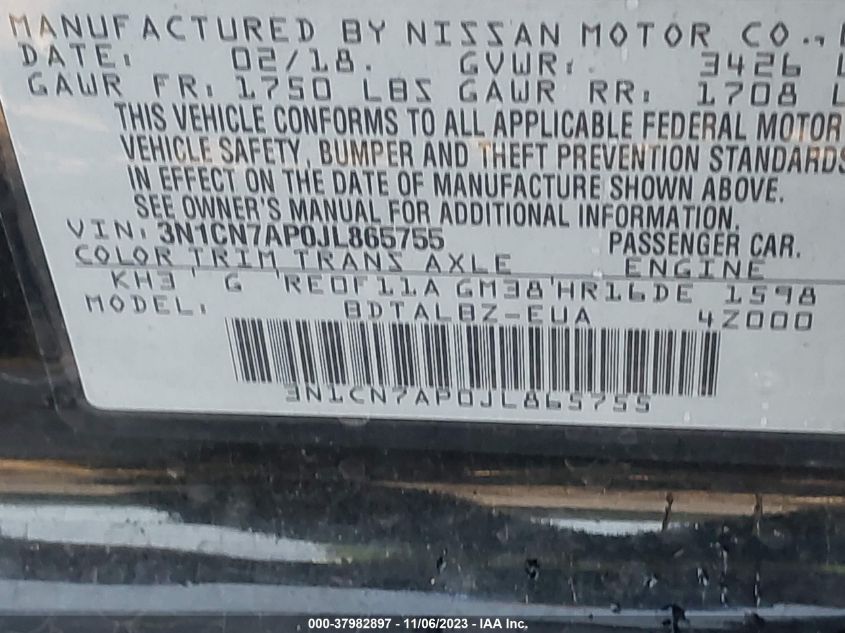 MANUFACTURED BY NISSAN MOTOR CO.,
DATE: 02/18. GVWR: 3426 L
GAWR FR: 1750 LBS GAWR RR: 1708 L
THIS VEHICLE CONFORMS TO ALL APPLICABLE FEDERAL MOTOR
VEHICLE SAFETY, BUMPER AND THEFT PREVENTION STANDARDS
IN EFFECT ON THE DATE OF MANUFACTURE SHOWN ABOVE.
SEE OWNER'S MANUAL FOR ADDITIONAL INFORMATION.
VIN: 3N1CN7AP0JL865755 PASSENGER CAR.
COLOR TRIM TRANS AXLE ENGINE
KH3' G 'RE0F11A GM38'HR16DE 1598
MODEL: BDTALBZ-EUA 4Z000
3N1CN7AP0JL865755
000-37982897 - 11/06/2023 - IAA Inc.